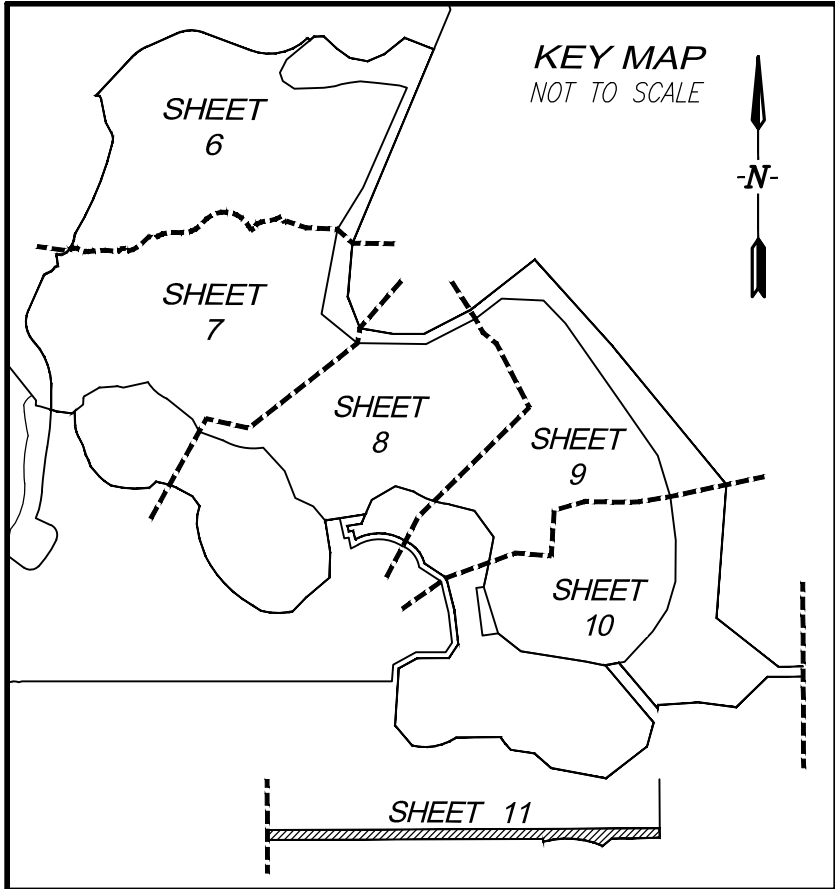 KEY MAP
NOT TO SCALE
-N-
SHEET
6
SHEET
7
SHEET
8
SHEET
9
SHEET
10
SHEET 11